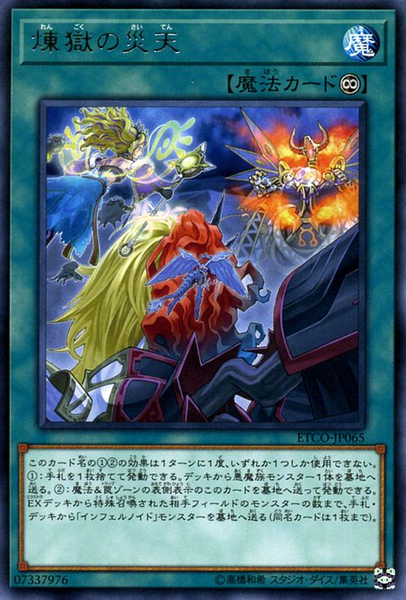 煉獄の災天
【魔法カード】
魔
ETCO-JP065
このカード名の①②の効果は1ターンに1度、いずれか1つしか使用できない。
①：手札を1枚捨てて発動できる。デッキから悪魔族モンスター1体を墓地へ
送る。②：魔法＆罠ゾーンの表側表示のこのカードを墓地へ送って発動できる。
EXデッキから特殊召喚された相手フィールドのモンスターの数まで、手札・
デッキから「インフェルノイド」モンスターを墓地へ送る（同名カードは1枚まで）。
07337976
©高橋和希 スタジオ・ダイス/集英社